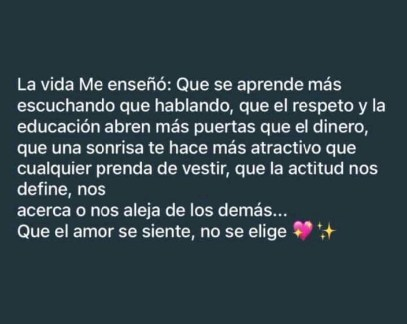 La vida Me enseñó: Que se aprende más
escuchando que hablando, que el respeto y la
educación abren más puertas que el dinero,
que una sonrisa te hace más atractivo que
cualquier prenda de vestir, que la actitud nos
define, nos
acerca o nos aleja de los demás...
Que el amor se siente, no se elige 💖✨